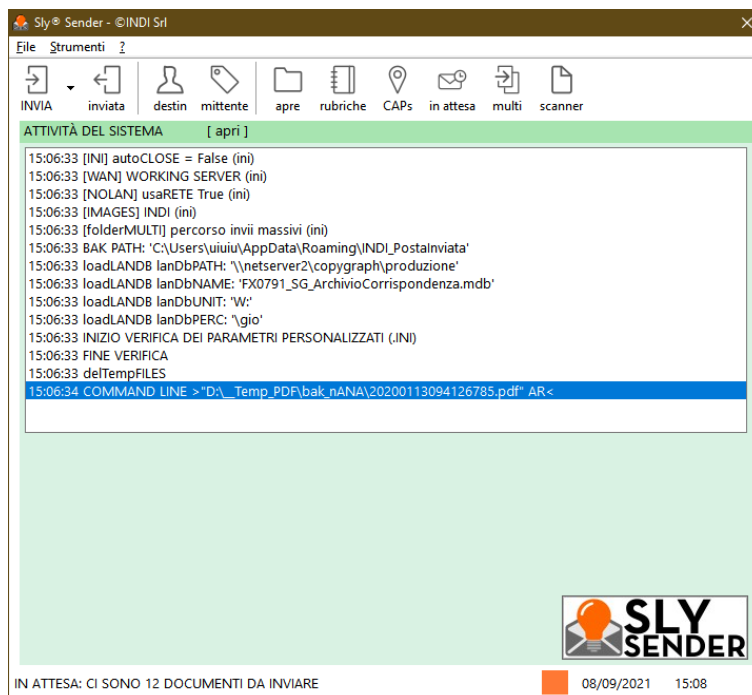 Sly® Sender - ©INDI Srl
File Strumenti ?
INVIA inviata destin mittente apre rubriche CAPs in attesa multi scanner
ATTIVITÀ DEL SISTEMA [ apri ]
15:06:33 [INI] autoCLOSE = False (ini)
15:06:33 [WAN] WORKING SERVER (ini)
15:06:33 [NOLAN] usaRETE True (ini)
15:06:33 [IMAGES] INDI (ini)
15:06:33 [folderMULTI] percorso invii massivi (ini)
15:06:33 BAK PATH: 'C:\Users\uiuiu\AppData\Roaming\INDI_PostaInviata'
15:06:33 loadLANDB lanDbPATH: '\\netserver2\copygraph\produzione'
15:06:33 loadLANDB lanDbNAME: 'FX0791_SG_ArchivioCorrispondenza.mdb'
15:06:33 loadLANDB lanDbUNIT: 'W:'
15:06:33 loadLANDB lanDbPERC: '\gio'
15:06:33 INIZIO VERIFICA DEI PARAMETRI PERSONALIZZATI (.INI)
15:06:33 FINE VERIFICA
15:06:33 delTempFILES
15:06:34 COMMAND LINE >"D:\__Temp_PDF\bak_nANA\20200113094126785.pdf" AR<
SLY
SENDER
IN ATTESA: CI SONO 12 DOCUMENTI DA INVIARE 08/09/2021 15:08